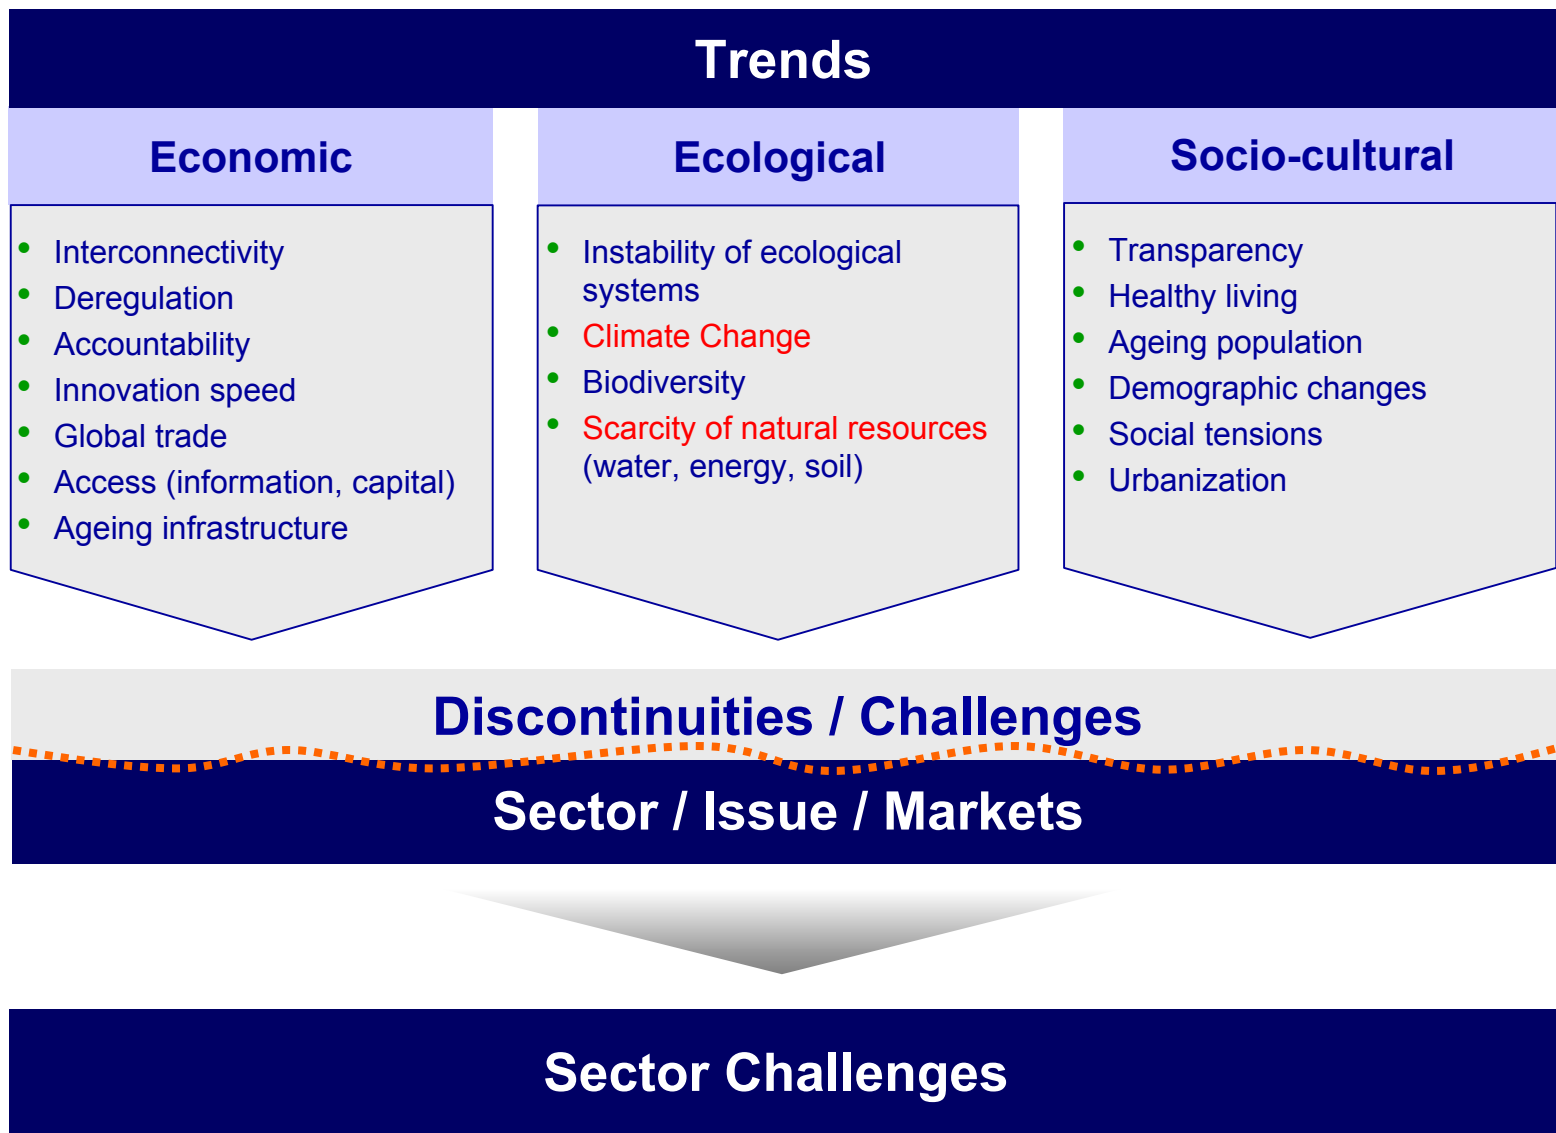 Trends
Economic
• Interconnectivity
• Deregulation
• Accountability
• Innovation speed
• Global trade
• Access (information, capital)
• Ageing infrastructure
Ecological
• Instability of ecological
systems
• Climate Change
• Biodiversity
• Scarcity of natural resources
(water, energy, soil)
Socio-cultural
• Transparency
• Healthy living
• Ageing population
• Demographic changes
• Social tensions
• Urbanization
Discontinuities / Challenges
Sector / Issue / Markets
Sector Challenges